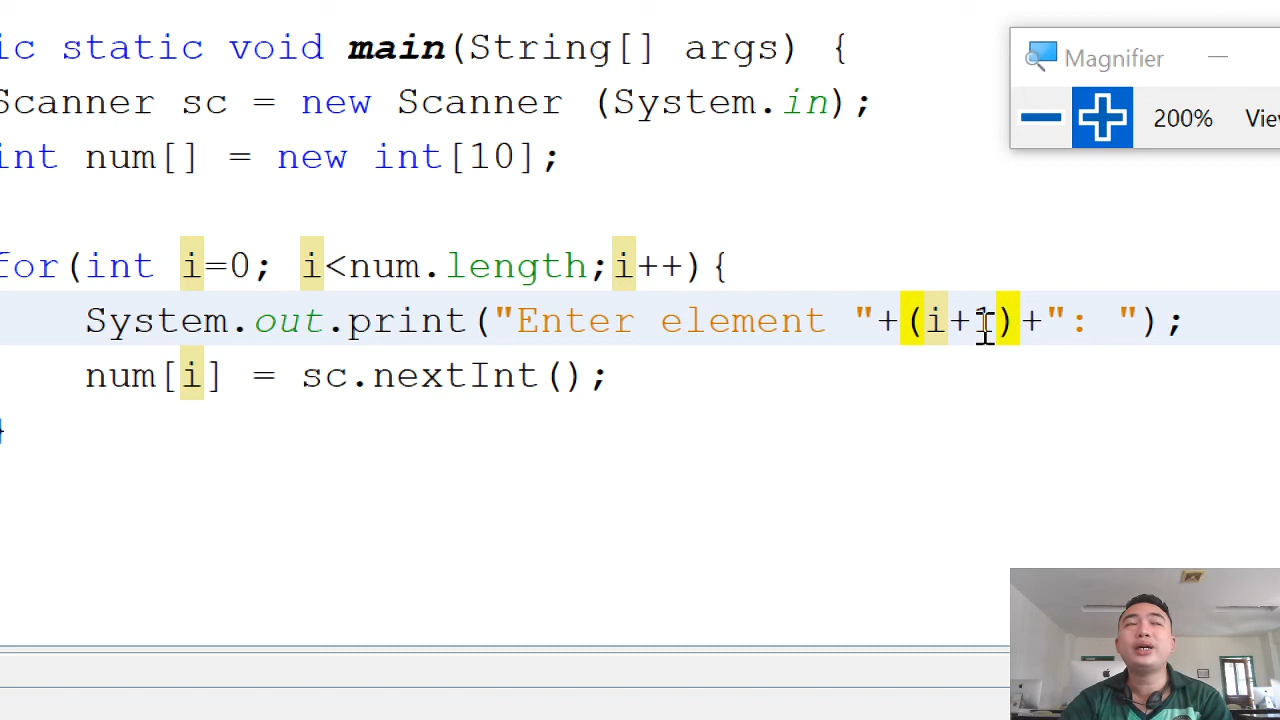 ic static void main(String[] args) {
Scanner sc = new Scanner (System.in);
int num[] = new int[10];
for(int i=0; i<num.length;i++){
System.out.print("Enter element "+(i+1)+": ");
num[i] = sc.nextInt();
}
Magnifier
200% Vie